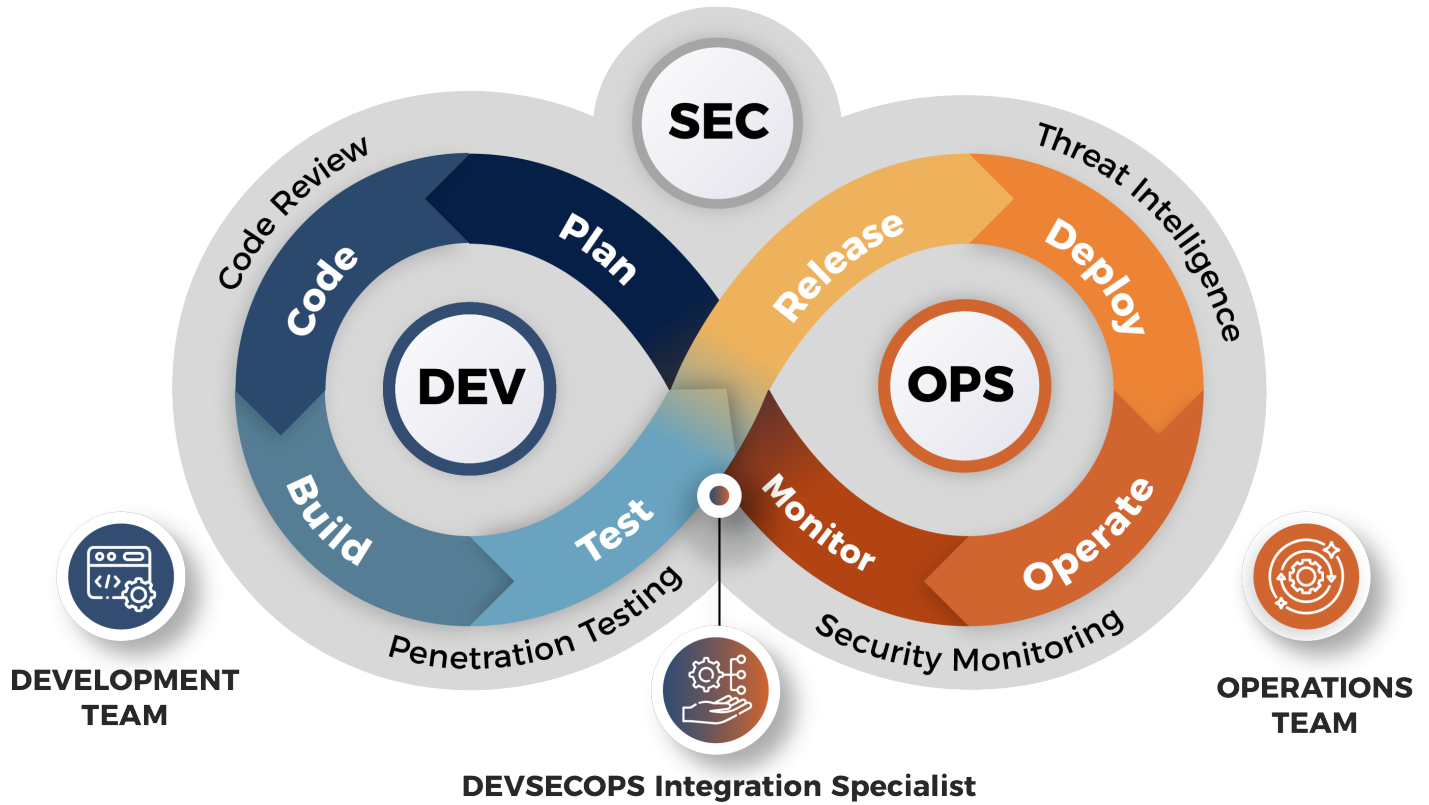 SEC
Code Review
Threat Intelligence
Plan
Release
Code
Deploy
DEV
OPS
Build
Test
Monitor
Operate
Penetration Testing
Security Monitoring
DEVELOPMENT
TEAM
OPERATIONS
TEAM
DEVSECOPS Integration Specialist